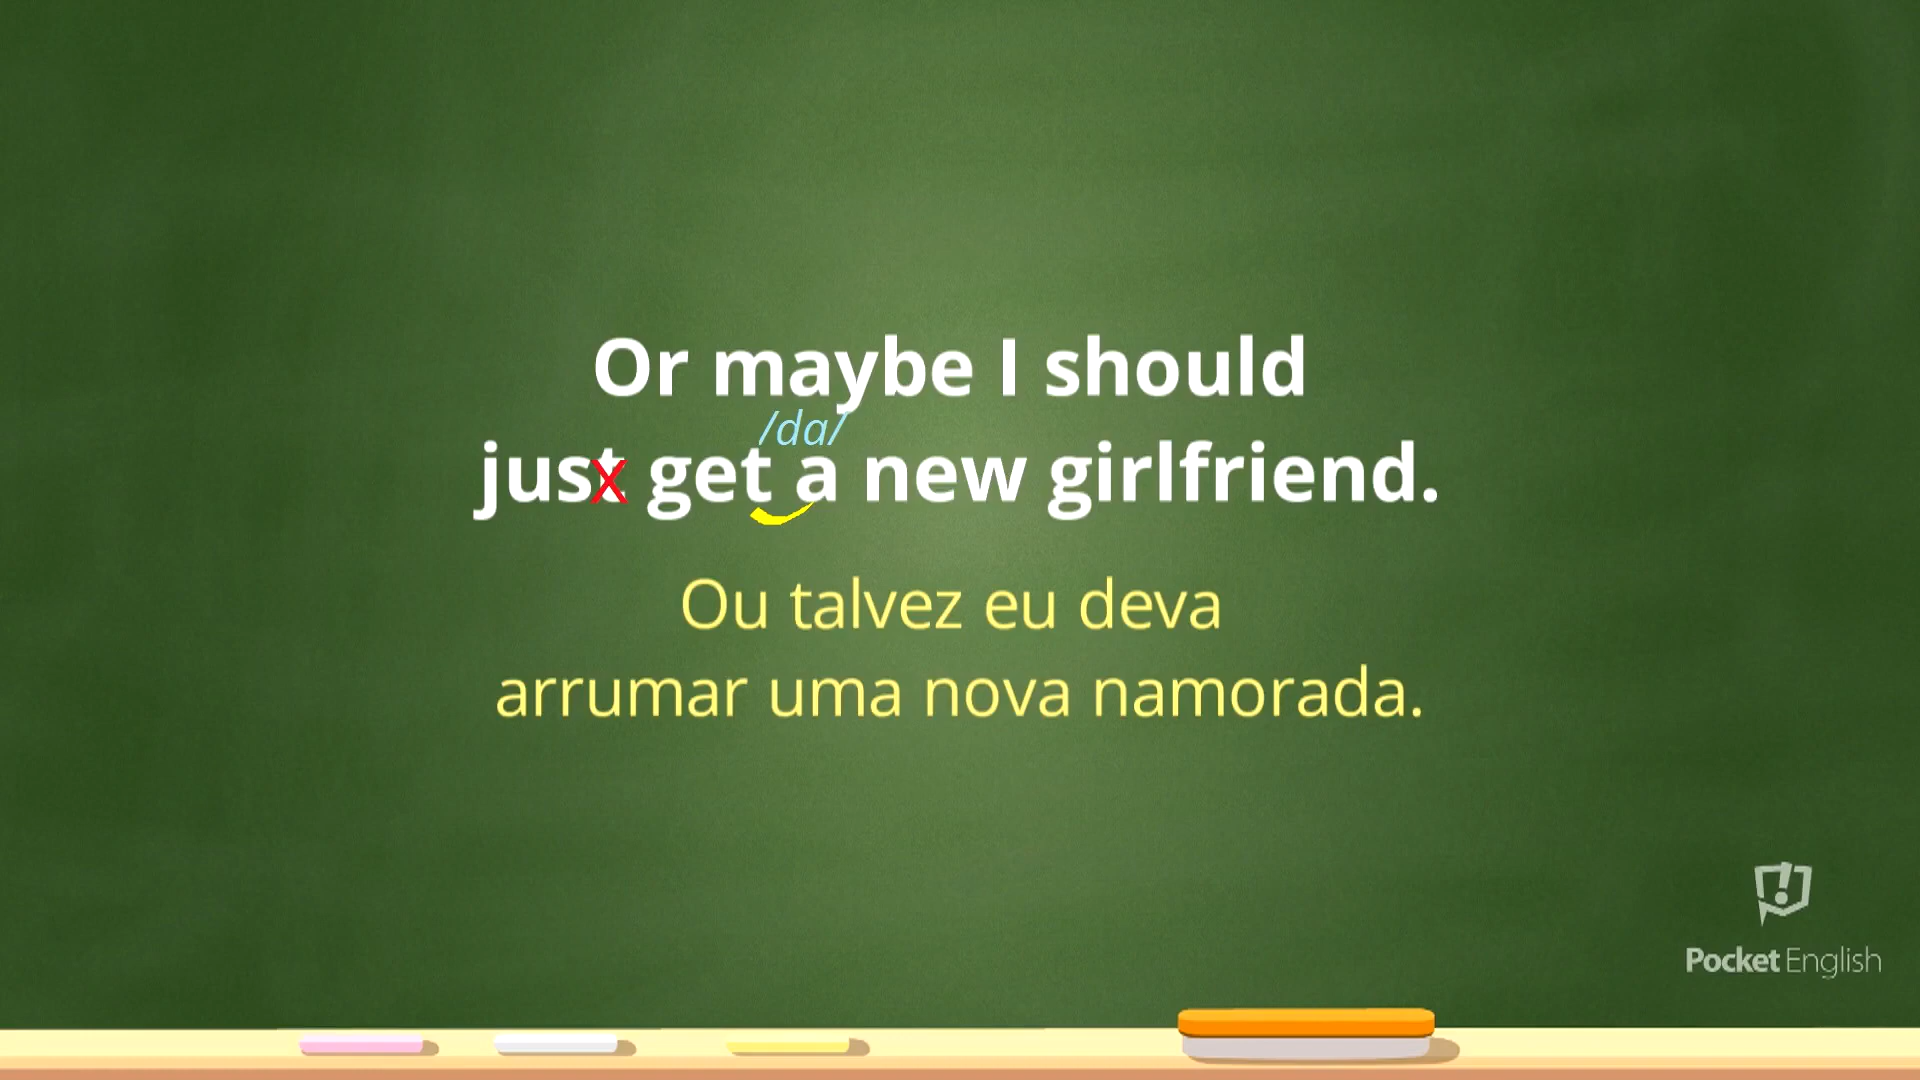 Or maybe I should
/da/
just get a new girlfriend.
Ou talvez eu deva
arrumar uma nova namorada.
Pocket English